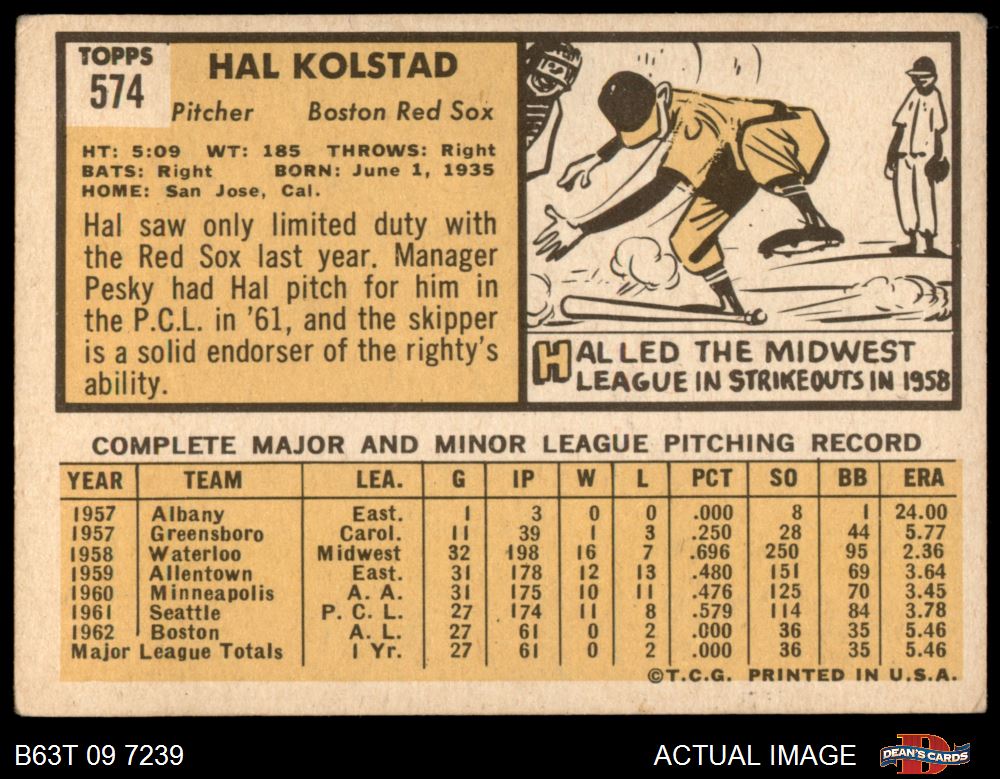 TOPPS
574
HAL KOLSTAD
Pitcher Boston Red Sox
HT: 5:09 WT: 185 THROWS: Right
BATS: Right BORN: June 1, 1935
HOME: San Jose, Cal.
Hal saw only limited duty with
the Red Sox last year. Manager
Pesky had Hal pitch for him in
the P.C.L. in '61, and the skipper
is a solid endorser of the righty's
ability.
HAL LED THE MIDWEST
LEAGUE IN STRIKEOUTS IN 1958
COMPLETE MAJOR AND MINOR LEAGUE PITCHING RECORD
YEAR TEAM LEA. G IP W L PCT SO BB ERA
1957 Albany East. 1 3 0 0 .000 8 1 24.00
1957 Greensboro Carol. 11 39 1 3 .250 28 44 5.77
1958 Waterloo Midwest 32 198 16 7 .696 250 95 2.36
1959 Allentown East. 31 178 12 13 .480 151 69 3.64
1960 Minneapolis A. A. 31 175 10 11 .476 125 70 3.45
1961 Seattle P. C. L. 27 174 11 8 .579 114 84 3.78
1962 Boston A. L. 27 61 0 2 .000 36 35 5.46
Major League Totals 1 Yr. 27 61 0 2 .000 36 35 5.46
©T.C.G. PRINTED IN U.S.A.
B63T 09 7239 ACTUAL IMAGE DEAN'S CARDS